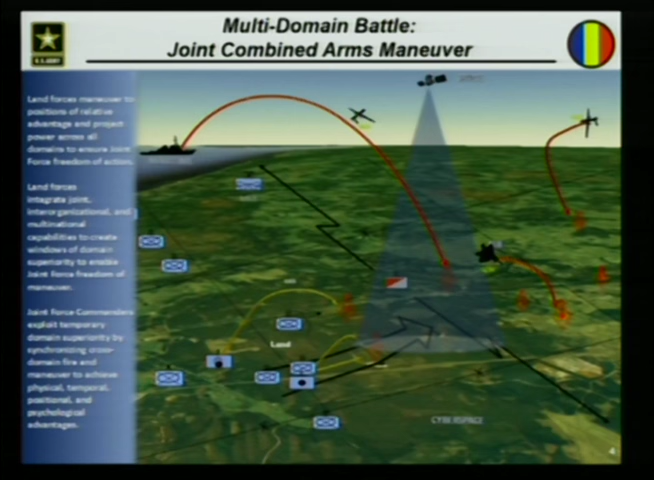 Multi-Domain Battle:
Joint Combined Arms Maneuver
U.S.ARMY
Land forces maneuver to
positions of relative
advantage and project
power across all
domains to ensure Joint
Force freedom of action.
Land forces
integrate joint,
interorganizational, and
multinational
capabilities to create
windows of domain
superiority to enable
Joint Force freedom of
maneuver.
Joint Force Commanders
exploit temporary
domain superiority by
synchronizing cross-
domain fire and
maneuver to achieve
physical, temporal,
positional, and
psychological
advantages.
Land
CYBERSPACE
4